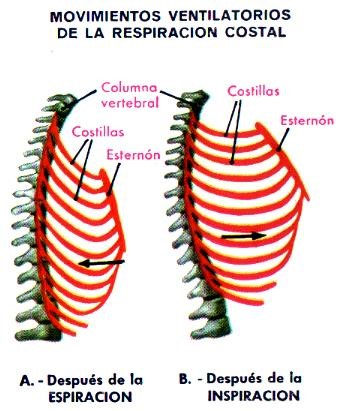 MOVIMIENTOS VENTILATORIOS
DE LA RESPIRACION COSTAL
Columna
vertebral
Costillas
Esternón
Costillas
Esternón
A. - Después de la
ESPIRACION
B. - Después de la
INSPIRACION